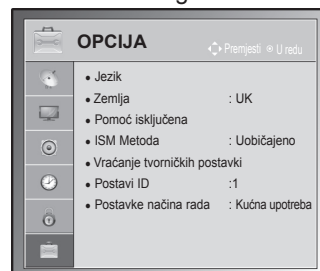 OPCIJA
Premjesti
U redu
• Jezik
• Zemlja : UK
• Pomoć isključena
• ISM Metoda : Uobičajeno
• Vraćanje tvorničkih postavki
• Postavi ID :1
• Postavke načina rada : Kućna upotreba